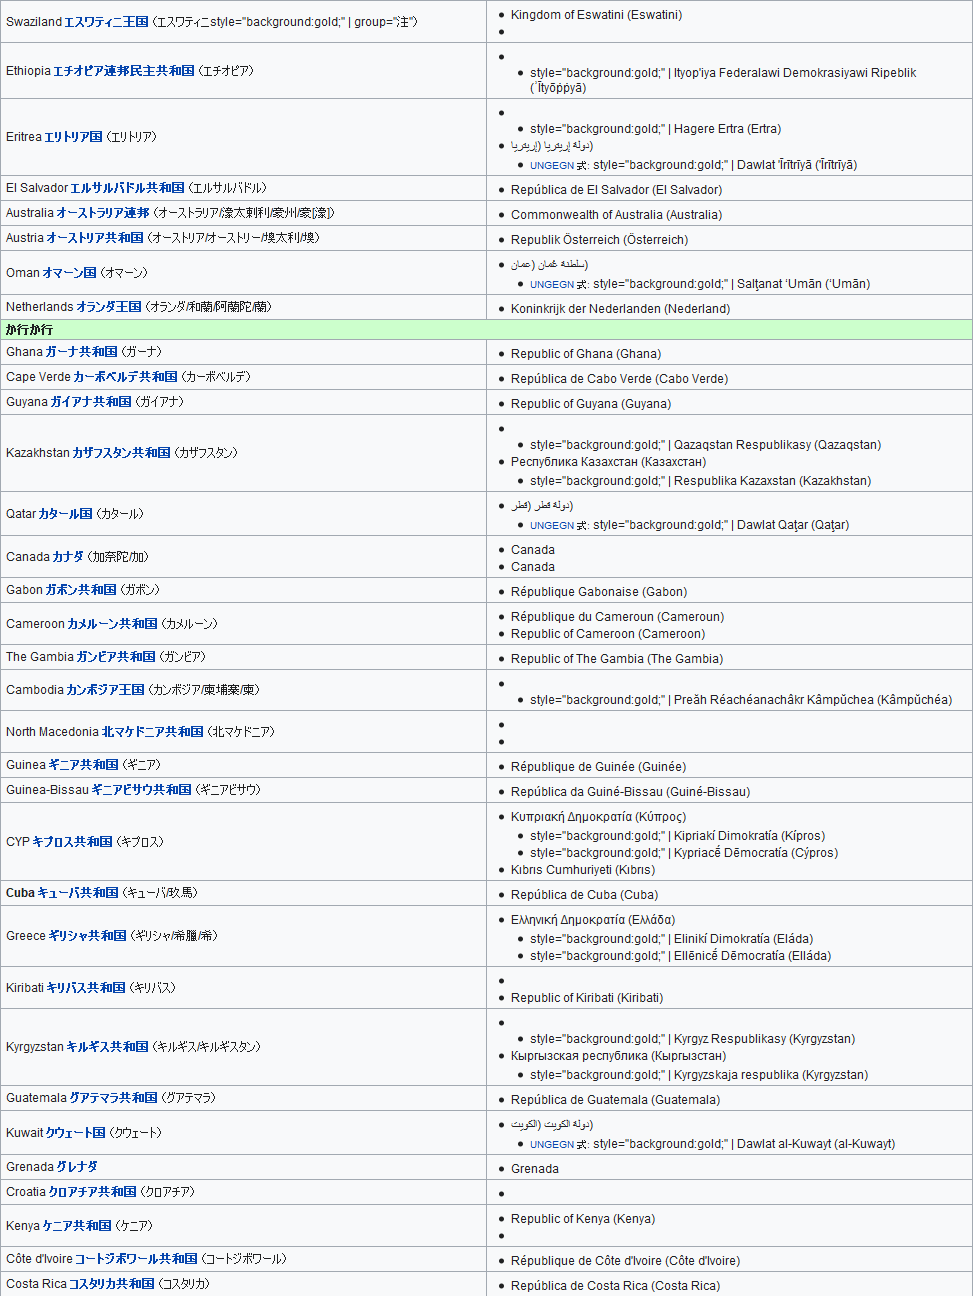 Swaziland エスワティニ王国（エスワティニstyle="background:gold;" | group="注"）
Kingdom of Eswatini (Eswatini)
Ethiopia エチオピア連邦民主共和国（エチオピア）
style="background:gold;" | Ityop'iya Federalawi Demokrasiyawi Ripeblik
(ʾĪtyōṗṗyā)
Eritrea エリトリア国（エリトリア）
style="background:gold;" | Hagere Ertra (Ertra)
دولة إريتريا (إريتريا)
UNGEGN 式: style="background:gold;" | Dawlat 'Īrītrīyā ('Īrītrīyā)
El Salvador エルサルバドル共和国（エルサルバドル）
República de El Salvador (El Salvador)
Australia オーストラリア連邦（オーストラリア/濠太剌利/豪州/豪[濠]）
Commonwealth of Australia (Australia)
Austria オーストリア共和国（オーストリア/オーストリー/墺太利/墺）
Republik Österreich (Österreich)
Oman オマーン国（オマーン）
سلطنة عُمان (عمان)
UNGEGN 式: style="background:gold;" | Salţanat ‘Umān (‘Umān)
Netherlands オランダ王国（オランダ/和蘭/阿蘭陀/蘭）
Koninkrijk der Nederlanden (Nederland)
か行か行
Ghana ガーナ共和国（ガーナ）
Republic of Ghana (Ghana)
Cape Verde カーボベルデ共和国（カーボベルデ）
República de Cabo Verde (Cabo Verde)
Guyana ガイアナ共和国（ガイアナ）
Republic of Guyana (Guyana)
Kazakhstan カザフスタン共和国（カザフスタン）
style="background:gold;" | Qazaqstan Respublikasy (Qazaqstan)
Республика Казахстан (Казахстан)
style="background:gold;" | Respublika Kazaxstan (Kazakhstan)
Qatar カタール国（カタール）
دولة قطر (قطر)
UNGEGN 式: style="background:gold;" | Dawlat Qaţar (Qaţar)
Canada カナダ（加奈陀/加）
Canada
Canada
Gabon ガボン共和国（ガボン）
République Gabonaise (Gabon)
Cameroon カメルーン共和国（カメルーン）
République du Cameroun (Cameroun)
Republic of Cameroon (Cameroon)
The Gambia ガンビア共和国（ガンビア）
Republic of The Gambia (The Gambia)
Cambodia カンボジア王国（カンボジア/柬埔寨/柬）
style="background:gold;" | Preăh Réachéanachâkr Kâmpŭchea (Kâmpŭchéa)
North Macedonia 北マケドニア共和国（北マケドニア）
Guinea ギニア共和国（ギニア）
République de Guinée (Guinée)
Guinea-Bissau ギニアビサウ共和国（ギニアビサウ）
República da Guiné-Bissau (Guiné-Bissau)
CYP キプロス共和国（キプロス）
Κυπριακή Δημοκρατία (Κύπρος)
style="background:gold;" | Kipriakí Dimokratía (Kípros)
style="background:gold;" | Kypriacḗ Dēmocratía (Cýpros)
Kıbrıs Cumhuriyeti (Kıbrıs)
Cuba キューバ共和国（キューバ/玖馬）
República de Cuba (Cuba)
Greece ギリシャ共和国（ギリシャ/希臘/希）
Ελληνική Δημοκρατία (Ελλάδα)
style="background:gold;" | Elinikí Dimokratía (Eláda)
style="background:gold;" | Ellēnicḗ Dēmocratía (Elláda)
Kiribati キリバス共和国（キリバス）
Republic of Kiribati (Kiribati)
Kyrgyzstan キルギス共和国（キルギス/キルギスタン）
style="background:gold;" | Kyrgyz Respublikasy (Kyrgyzstan)
Кыргызская республика (Кыргызстан)
style="background:gold;" | Kyrgyzskaja respublika (Kyrgyzstan)
Guatemala グアテマラ共和国（グアテマラ）
República de Guatemala (Guatemala)
Kuwait クウェート国（クウェート）
دولة الكويت (الكويت)
UNGEGN 式: style="background:gold;" | Dawlat al-Kuwayt (al-Kuwayt)
Grenada グレナダ
Grenada
Croatia クロアチア共和国（クロアチア）
Kenya ケニア共和国（ケニア）
Republic of Kenya (Kenya)
Côte d'Ivoire コートジボワール共和国（コートジボワール）
République de Côte d'Ivoire (Côte d'Ivoire)
Costa Rica コスタリカ共和国（コスタリカ）
República de Costa Rica (Costa Rica)